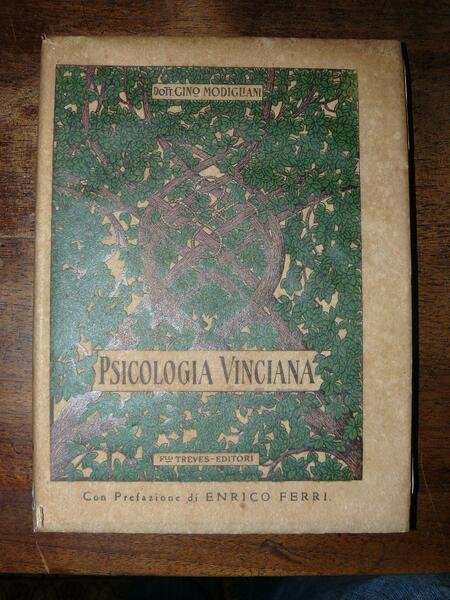 DOTT. GINO MODIGLIANI
PSICOLOGIA VINCIANA
F.LLI TREVES-EDITORI
Con Prefazione di ENRICO FERRI.